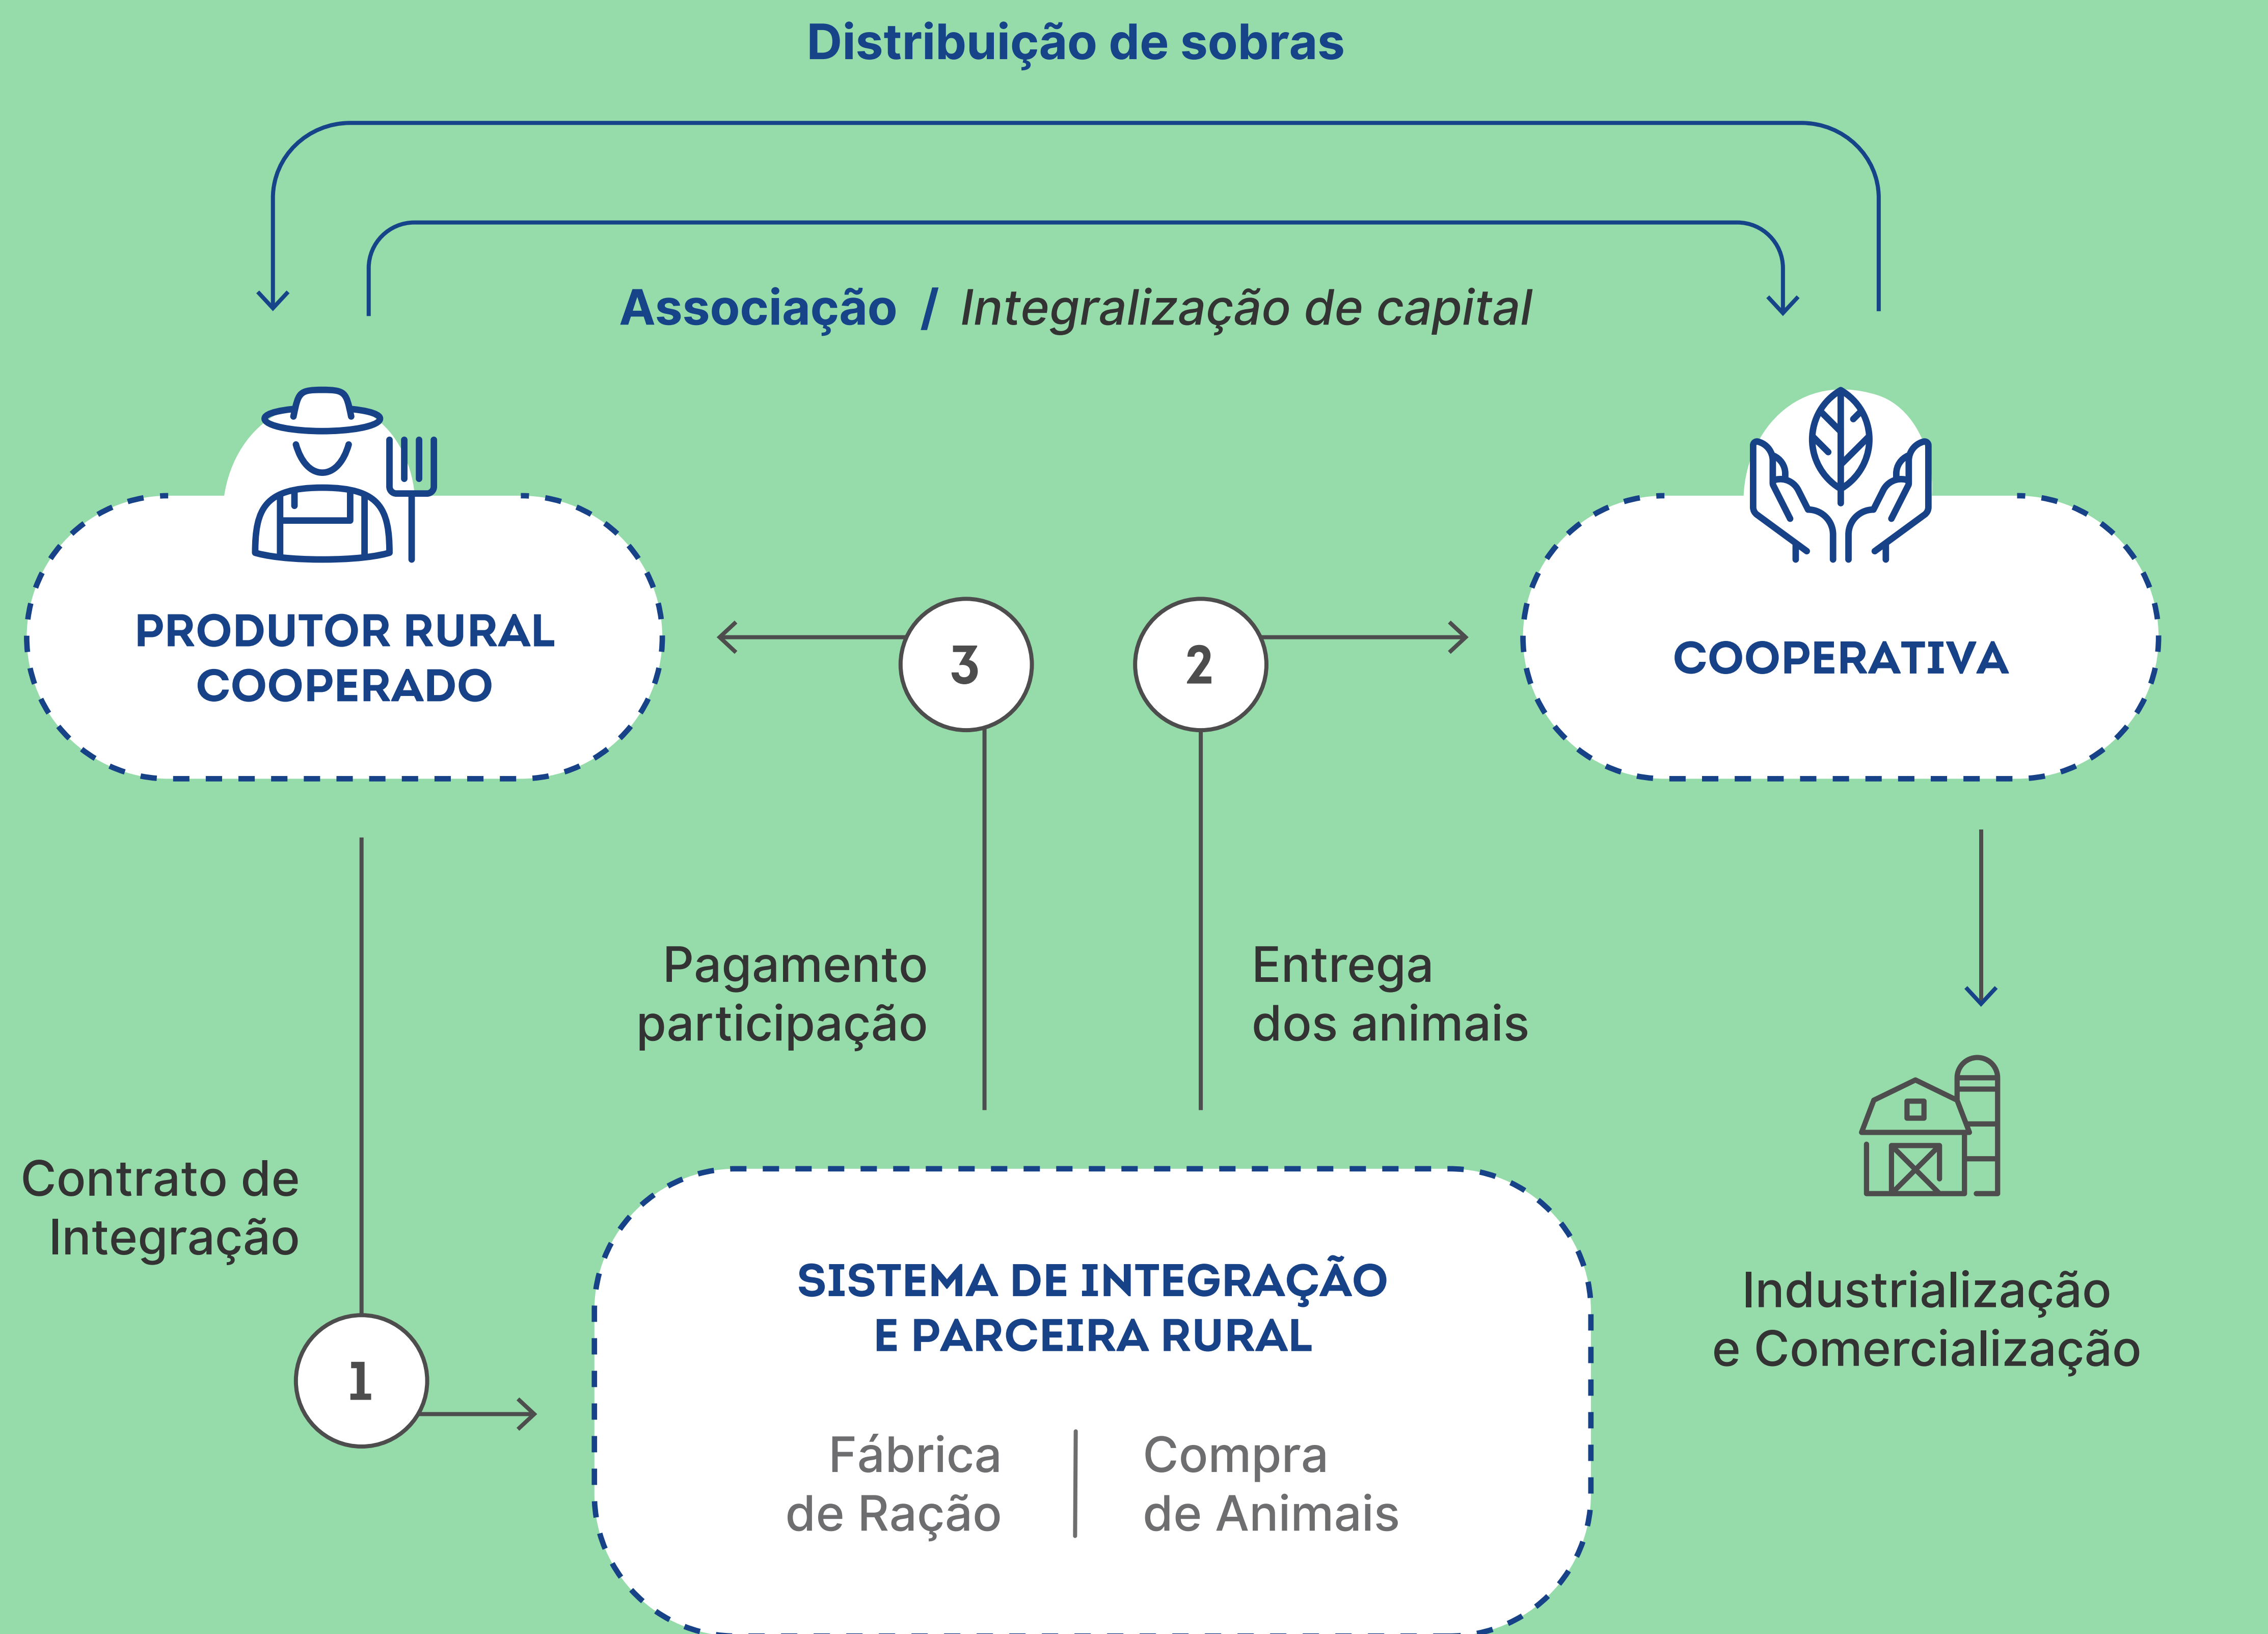 Distribuição de sobras
Associação / Integralização de capital
PRODUTOR RURAL
COOPERADO
3
2
COOPERATIVA
Pagamento
participação
Entrega
dos animais
Contrato de
Integração
1
SISTEMA DE INTEGRAÇÃO
E PARCEIRA RURAL
Fábrica
de Ração
Compra
de Animais
Industrialização
e Comercialização